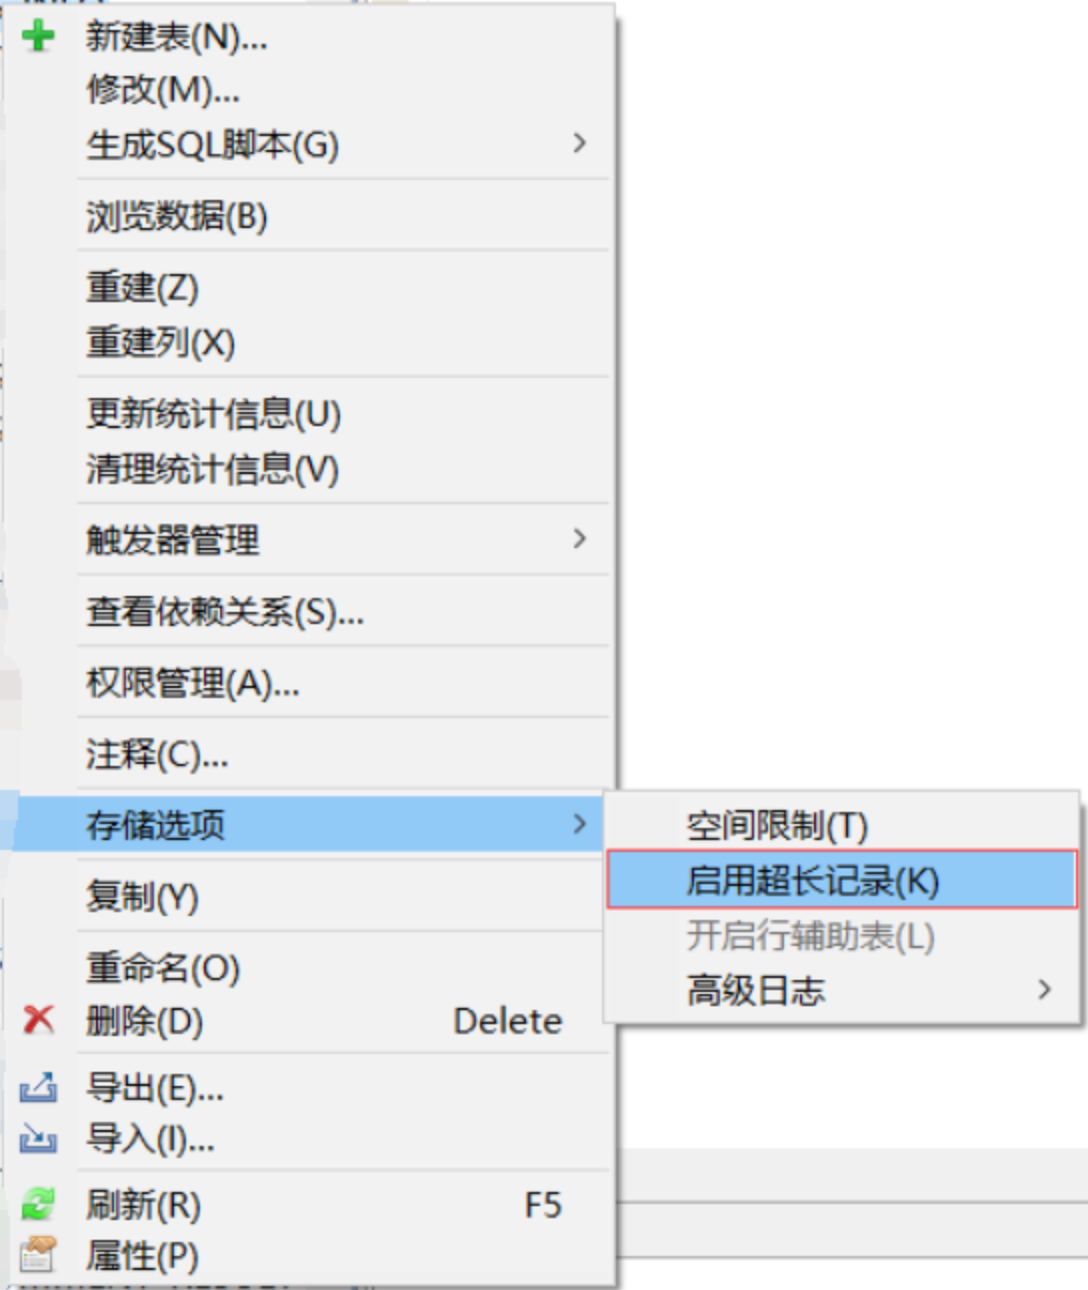 新建表(N)...
修改(M)...
生成SQL脚本(G)
浏览数据(B)
重建(Z)
重建列(X)
更新统计信息(U)
清理统计信息(V)
触发器管理
查看依赖关系(S)...
权限管理(A)...
注释(C)...
存储选项
空间限制(T)
启用超长记录(K)
开启行辅助表(L)
高级日志
复制(Y)
重命名(O)
删除(D) Delete
导出(E)...
导入(I)...
刷新(R) F5
属性(P)